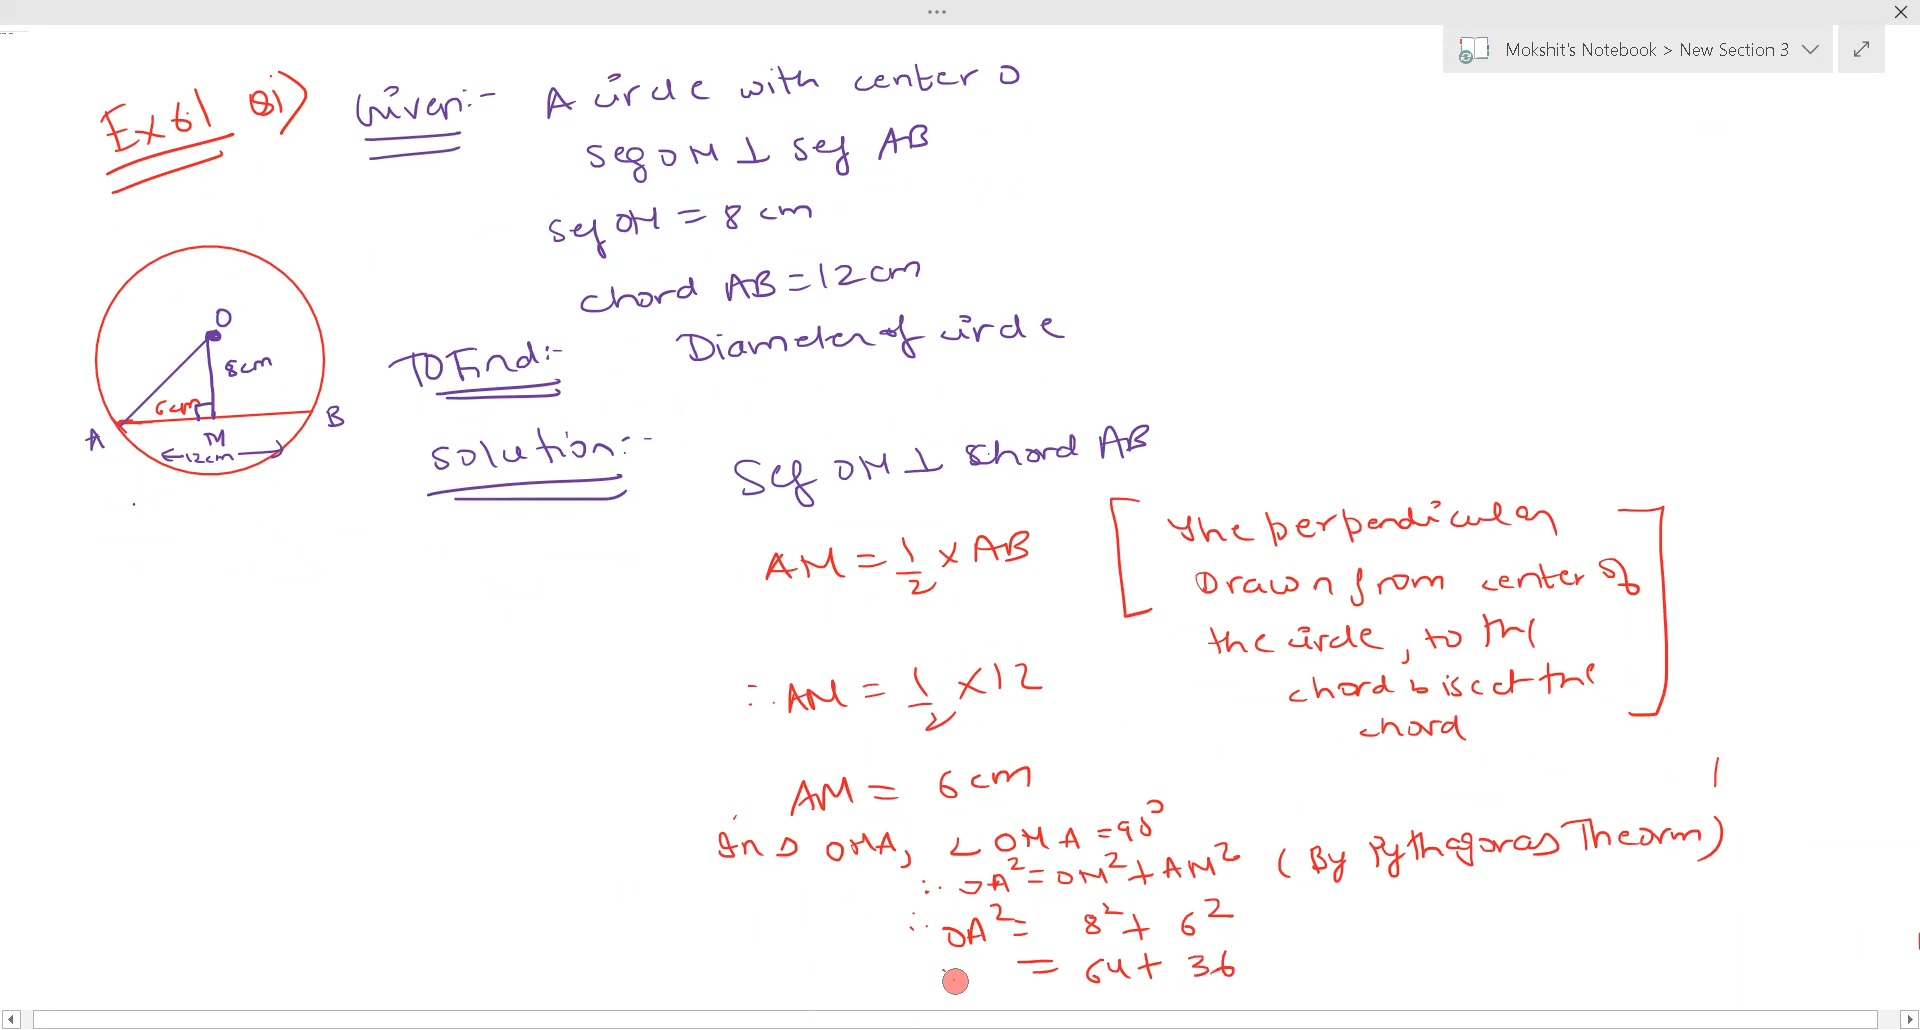 Mokshit's Notebook > New Section 3
Ex 6.1 Q1)
Given:- A circle with center O
seg OM ⊥ seg AB
seg OM = 8 cm
chord AB = 12 cm
To Find:- Diameter of circle
O
8cm
6cm
A
M
B
12cm
Solution:- Seg OM ⊥ chord AB
AM = 1/2 × AB
[The perpendicular
Drawn from center of
the circle, to the
chord bisect the
chord]
∴ AM = 1/2 × 12
AM = 6 cm
In Δ OMA, ∠OMA = 90°
∴ OA² = OM² + AM² (By Pythagoras Theorm)
∴ OA² = 8² + 6²
= 64 + 36